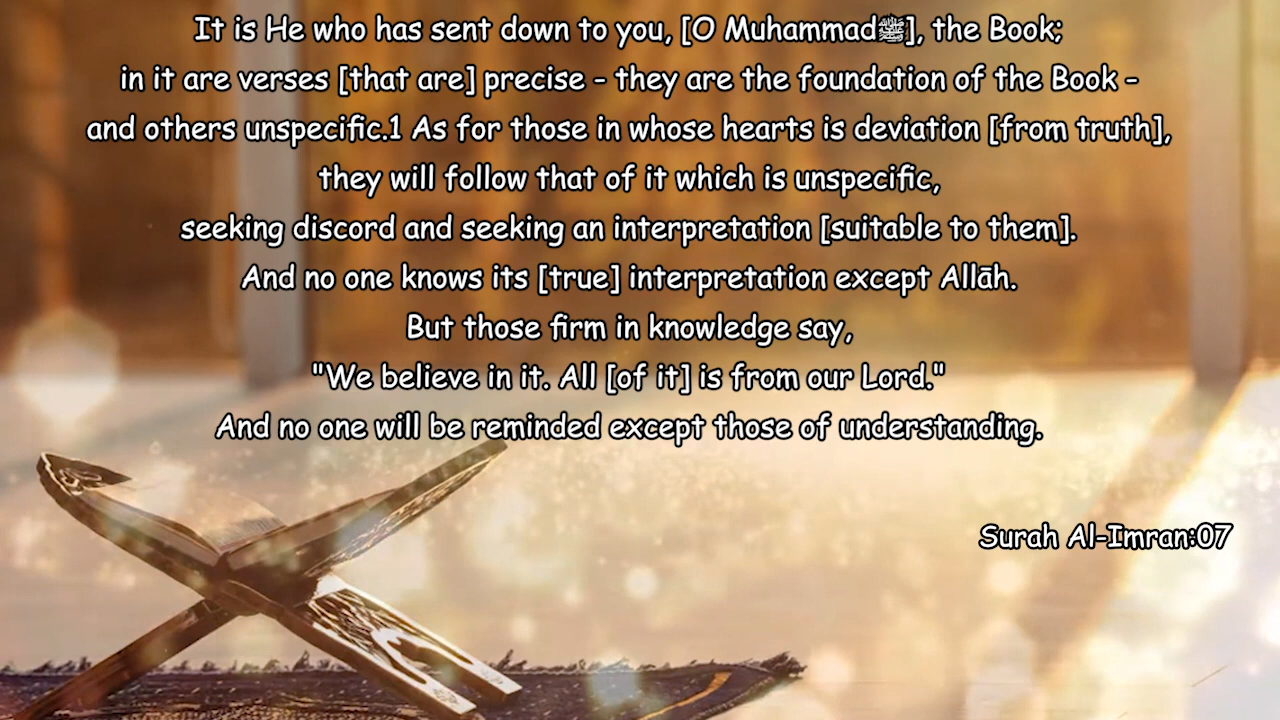 It is He who has sent down to you, [O Muhammadﷺ], the Book;
in it are verses [that are] precise – they are the foundation of the Book –
and others unspecific.1 As for those in whose hearts is deviation [from truth],
they will follow that of it which is unspecific,
seeking discord and seeking an interpretation [suitable to them].
And no one knows its [true] interpretation except Allāh.
But those firm in knowledge say,
"We believe in it. All [of it] is from our Lord."
And no one will be reminded except those of understanding.
Surah Al-Imran:07